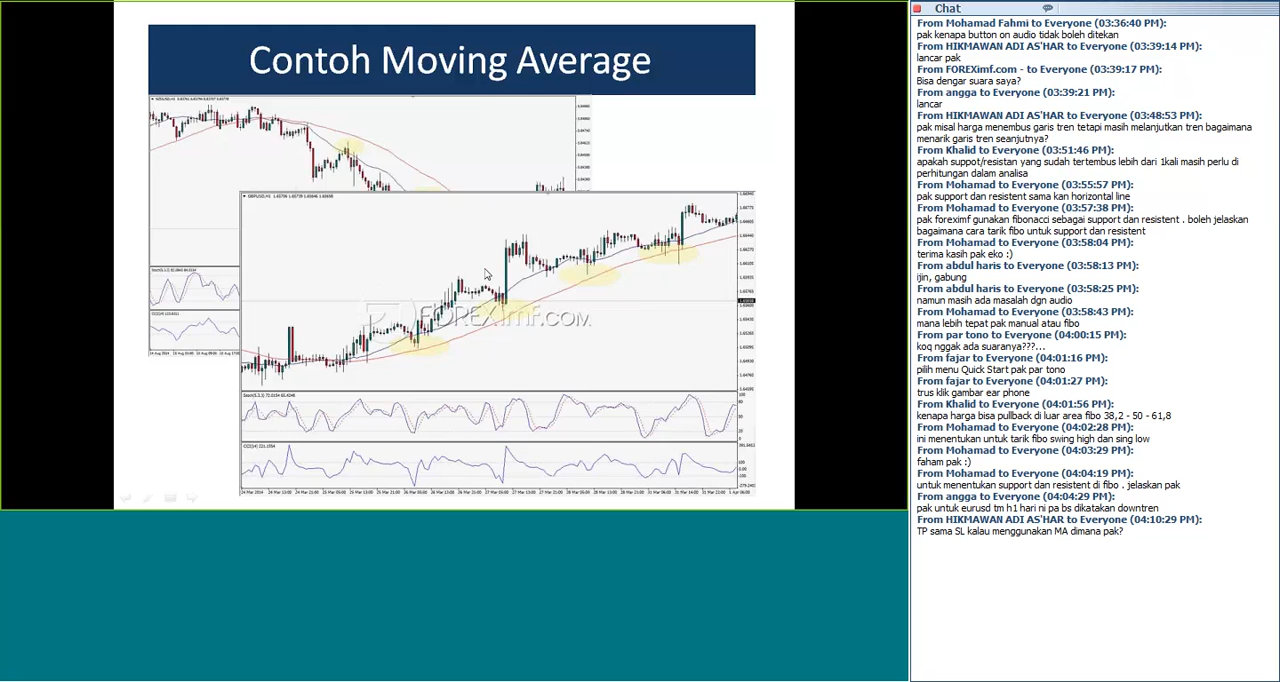 Contoh Moving Average
FOREXimf.COM
Chat
From Mohamad Fahmi to Everyone (03:36:40 PM):
pak kenapa button on audio tidak boleh ditekan
From HIKMAWAN ADI AS'HAR to Everyone (03:39:14 PM):
lancar pak
From FOREXimf.com - to Everyone (03:39:17 PM):
Bisa dengar suara saya?
From angga to Everyone (03:39:21 PM):
lancar
From HIKMAWAN ADI AS'HAR to Everyone (03:48:53 PM):
pak misal harga menembus garis tren tetapi masih melanjutkan tren bagaimana
menarik garis tren seanjutnya?
From Khalid to Everyone (03:51:46 PM):
apakah suppot/resistan yang sudah tertembus lebih dari 1kali masih perlu di
perhitungan dalam analisa
From Mohamad to Everyone (03:55:57 PM):
pak support dan resistent sama kan horizontal line
From Mohamad to Everyone (03:57:38 PM):
pak foreximf gunakan fibonacci sebagai support dan resistent . boleh jelaskan
bagaimana cara tarik fibo untuk support dan resistent
From Mohamad to Everyone (03:58:04 PM):
terima kasih pak eko :)
From abdul haris to Everyone (03:58:13 PM):
ijin, gabung
From abdul haris to Everyone (03:58:25 PM):
namun masih ada masalah dgn audio
From Mohamad to Everyone (03:58:43 PM):
mana lebih tepat pak manual atau fibo
From par tono to Everyone (04:00:15 PM):
koq nggak ada suaranya???...
From fajar to Everyone (04:01:16 PM):
pilih menu Quick Start pak par tono
From fajar to Everyone (04:01:27 PM):
trus klik gambar ear phone
From Khalid to Everyone (04:01:56 PM):
kenapa harga bisa pullback di luar area fibo 38,2 - 50 - 61,8
From Mohamad to Everyone (04:02:28 PM):
ini menentukan untuk tarik fibo swing high dan sing low
From Mohamad to Everyone (04:03:29 PM):
faham pak :)
From Mohamad to Everyone (04:04:19 PM):
untuk menentukan support dan resistent di fibo . jelaskan pak
From angga to Everyone (04:04:29 PM):
pak untuk eurusd tm h1 hari ni pa bs dikatakan downtren
From HIKMAWAN ADI AS'HAR to Everyone (04:10:29 PM):
TP sama SL kalau menggunakan MA dimana pak?